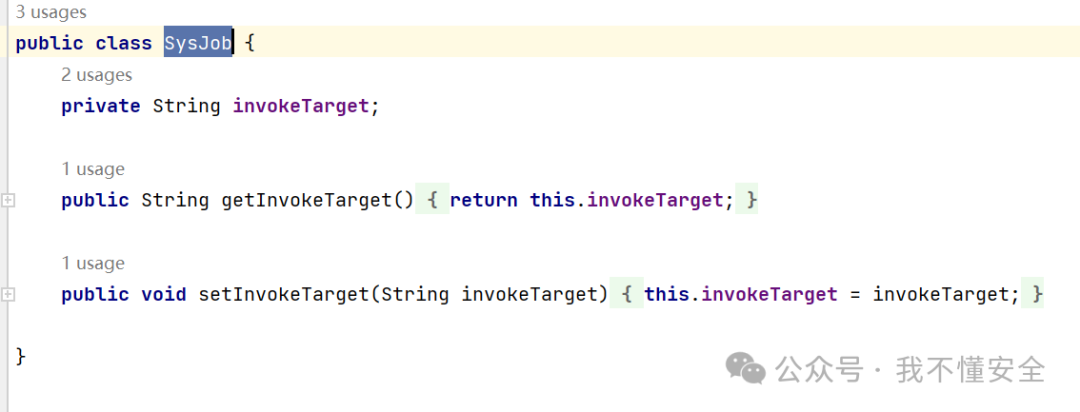 3 usages
public class SysJob {
2 usages
private String invokeTarget;
1 usage
public String getInvokeTarget() { return this.invokeTarget; }
1 usage
public void setInvokeTarget(String invokeTarget) { this.invokeTarget = invokeTarget; }
}
公众号 · 我不懂安全